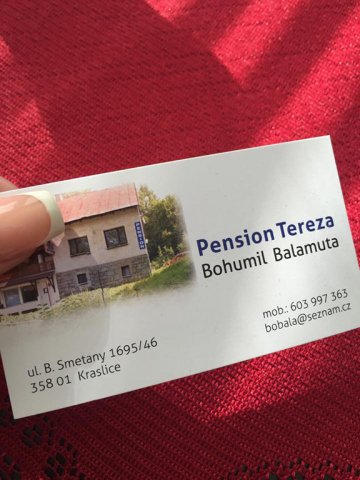 Pension Tereza
Bohumil Balamuta
mob.: 603 997 363
bobala@seznam.cz
ul. B. Smetany 1695/46
358 01 Kraslice